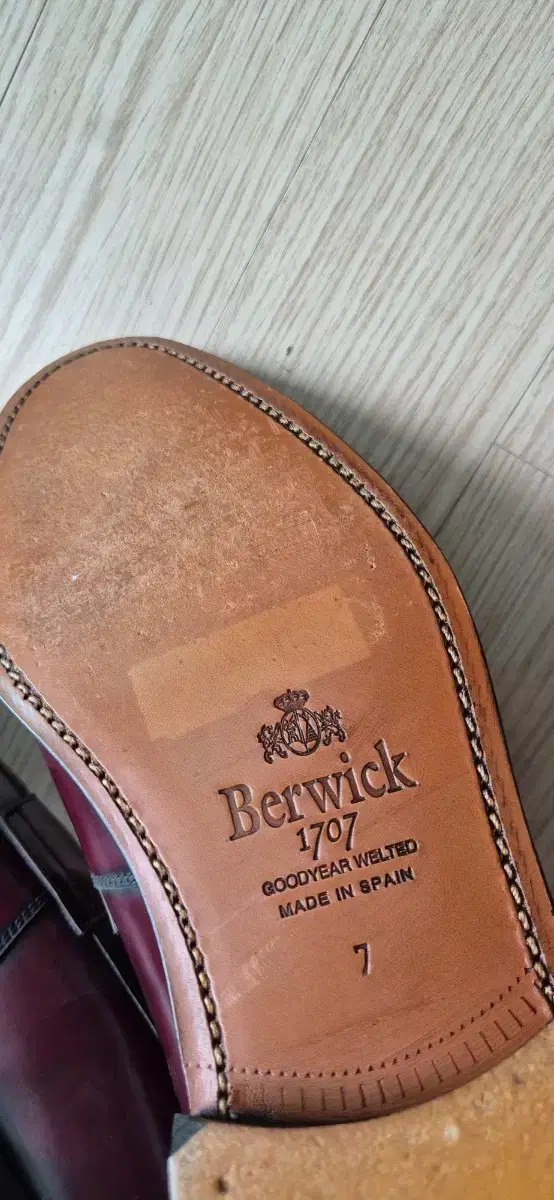 Berwick
1707
GOODYEAR WELTED
MADE IN SPAIN
7